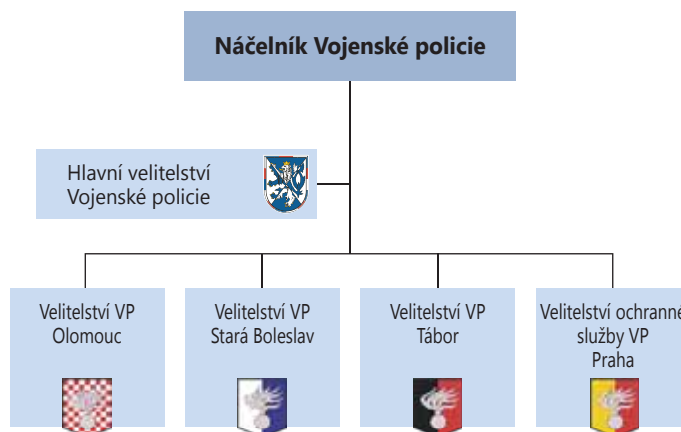 Náčelník Vojenské policie
Hlavní velitelství
Vojenské policie
Velitelství VP
Olomouc
Velitelství VP
Stará Boleslav
Velitelství VP
Tábor
Velitelství ochranné
služby VP
Praha